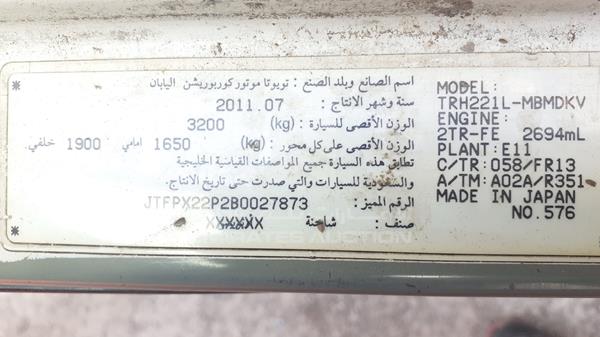 اسم الصانع وبلد الصنع : تويوتا موتور كوربوريشن اليابان
سنة وشهر الانتاج : 2011.07
الوزن الأقصى للسيارة : (kg) 3200
الوزن الأقصى على كل محور : (kg) 1650 امامي 1900 خلفي.
تطابق هذه السيارة جميع المواصفات القياسية الخليجية
والسعودية للسيارات والتي صدرت حتى تاريخ الانتاج.
الرقم المميز : JTFPX22P2B0027873
صنف : شاحنة XXXXXX
MODEL:
TRH221L-MBMDKV
ENGINE:
2TR-FE 2694mL
PLANT: E11
C/TR: 058/FR13
A/TM: A02A/R351
MADE IN JAPAN
NO. 576